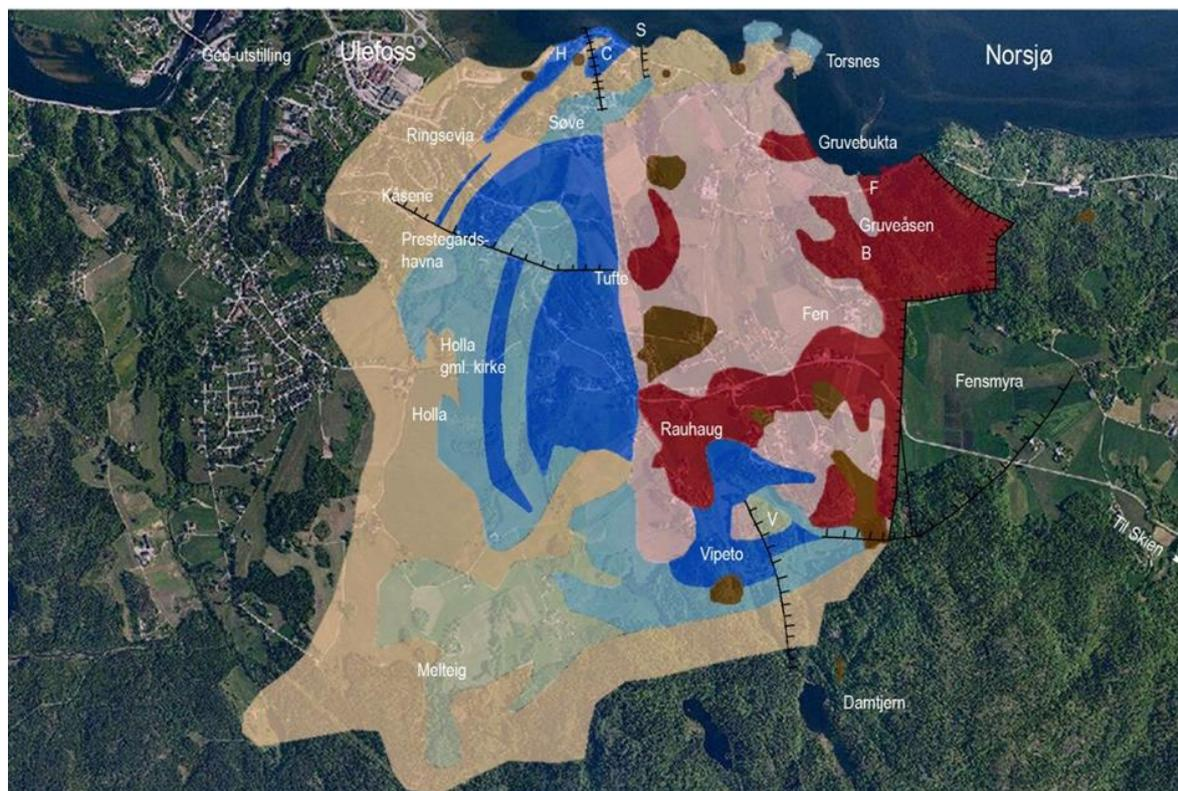 Ged-utstilling
Ulefoss
H
C
S
Torsnes
Norsjø
Ringsevja
Søve
Gruvebukta
Kåsene
F
Gruveåsen
B
Prestegards-
havna
Tufte
Fen
Holla
gml. kirke
Fensmyra
Holla
Rauhaug
V
Til Skien
Vipeto
Melteig
Damtjern